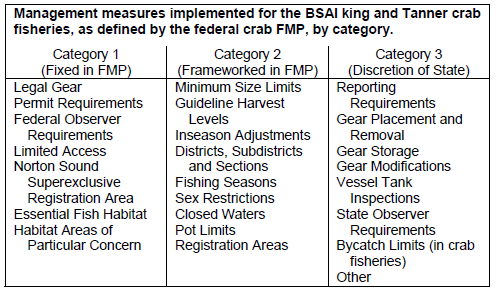 Management measures implemented for the BSAI king and Tanner crab
fisheries, as defined by the federal crab FMP, by category.
Category 1
(Fixed in FMP)
Legal Gear
Permit Requirements
Federal Observer
Requirements
Limited Access
Norton Sound
Superexclusive
Registration Area
Essential Fish Habitat
Habitat Areas of
Particular Concern
Category 2
(Frameworked in FMP)
Minimum Size Limits
Guideline Harvest
Levels
Inseason Adjustments
Districts, Subdistricts
and Sections
Fishing Seasons
Sex Restrictions
Closed Waters
Pot Limits
Registration Areas
Category 3
(Discretion of State)
Reporting
Requirements
Gear Placement and
Removal
Gear Storage
Gear Modifications
Vessel Tank
Inspections
State Observer
Requirements
Bycatch Limits (in crab
fisheries)
Other